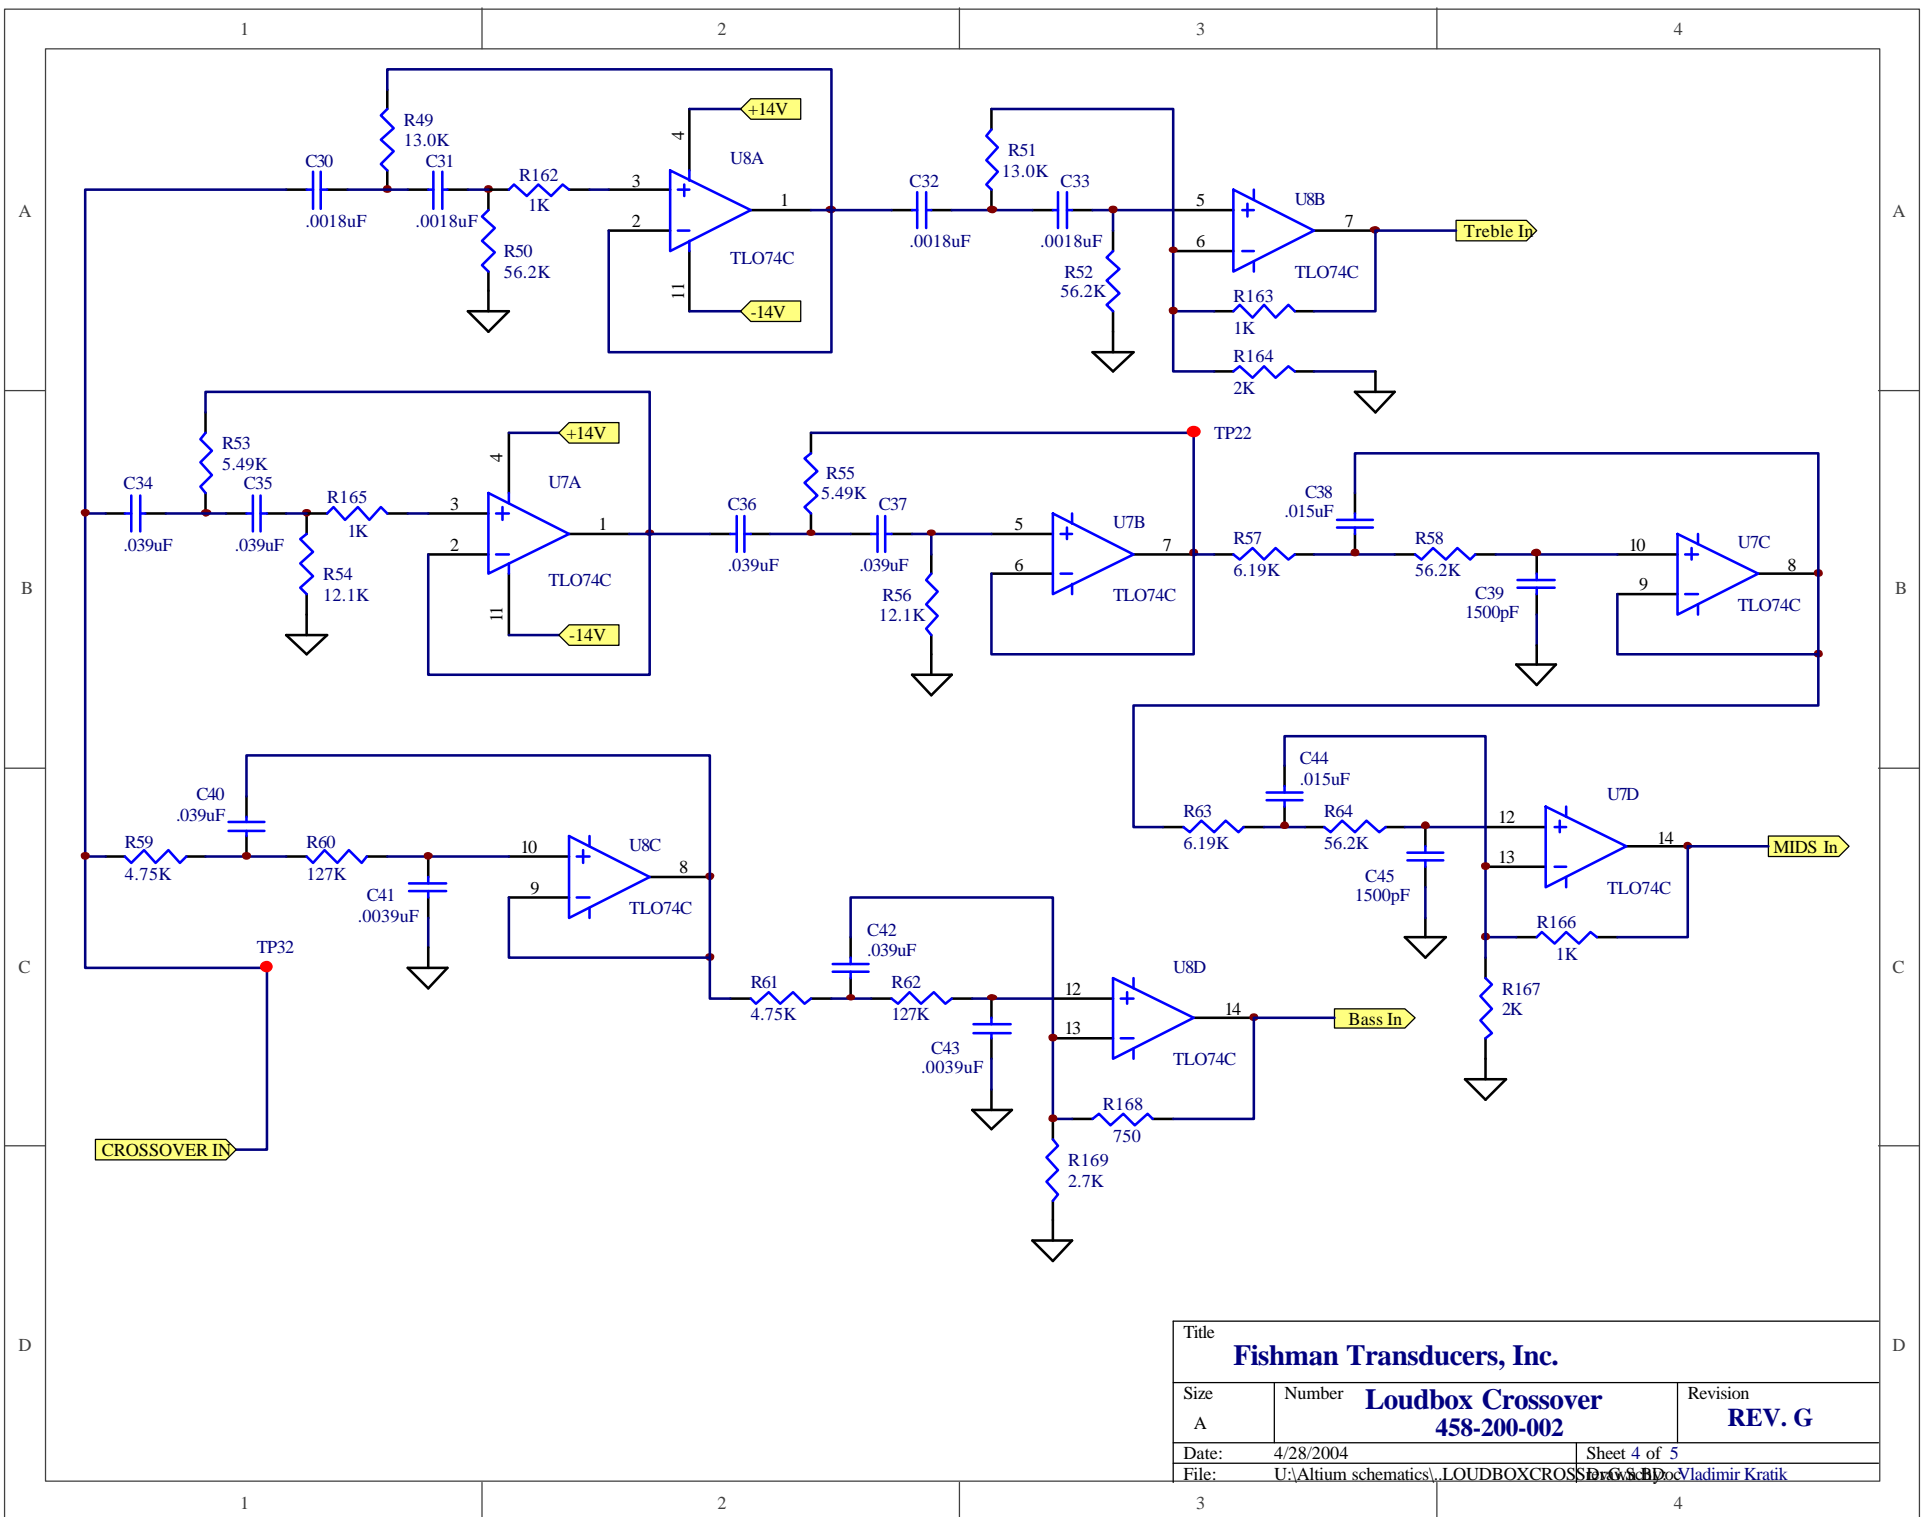 1 2 3 4
A A
B B
C C
D D
1 2 3 4
R49
13.0K
C30
.0018uF
C31
.0018uF
R162
1K
R50
56.2K
+14V
4
U8A
3
2
1
11
TLO74C
-14V
C32
.0018uF
R51
13.0K
C33
.0018uF
R52
56.2K
5
6
7
U8B
TLO74C
R163
1K
R164
2K
Treble In
R53
5.49K
C34
.039uF
C35
.039uF
R165
1K
R54
12.1K
+14V
4
U7A
3
2
1
11
TLO74C
-14V
C36
.039uF
R55
5.49K
C37
.039uF
R56
12.1K
TP22
5
6
7
U7B
TLO74C
R57
6.19K
C38
.015uF
R58
56.2K
C39
1500pF
10
9
8
U7C
TLO74C
C40
.039uF
R59
4.75K
R60
127K
C41
.0039uF
10
9
8
U8C
TLO74C
R61
4.75K
C42
.039uF
R62
127K
C43
.0039uF
12
13
14
U8D
TLO74C
R168
750
R169
2.7K
Bass In
R63
6.19K
C44
.015uF
R64
56.2K
C45
1500pF
12
13
14
U7D
TLO74C
R166
1K
R167
2K
MIDS In
TP32
CROSSOVER IN
Title
Fishman Transducers, Inc.
Size
A
Number
Loudbox Crossover
458-200-002
Revision
REV. G
Date: 4/28/2004
Sheet 4 of 5
File: U:\Altium schematics\..LOUDBOXCROSS
Vladimir Kratik